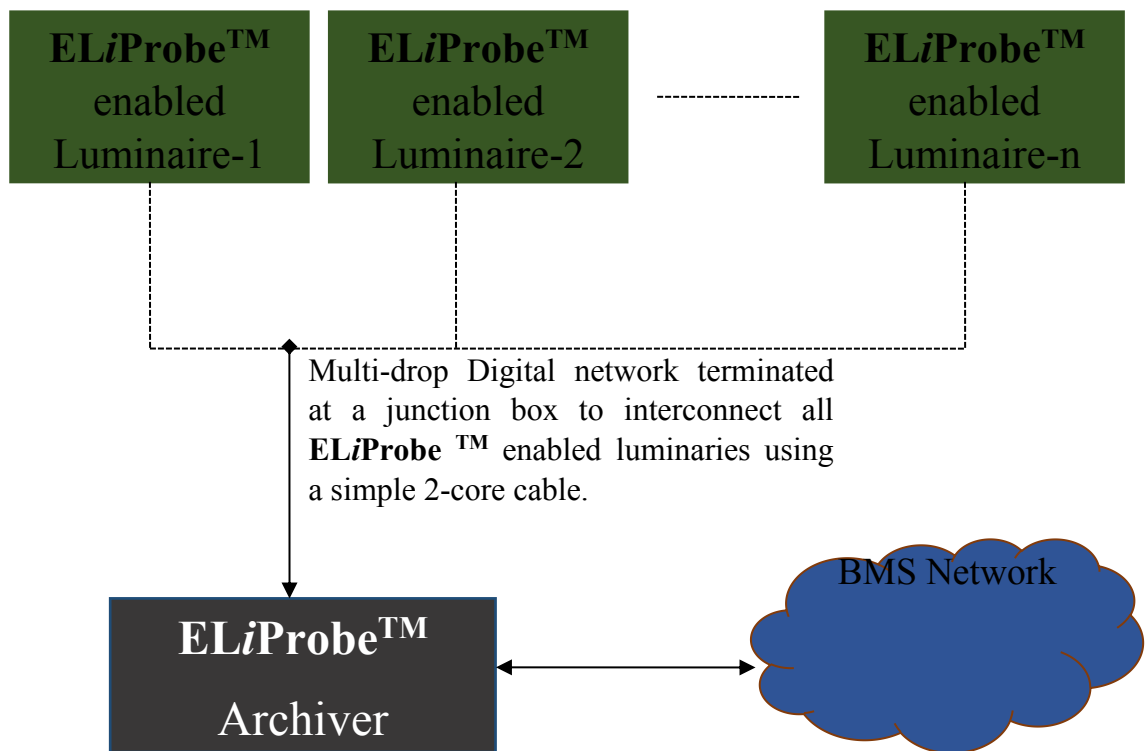 ELiProbe™
enabled
Luminaire-1
ELiProbe™
enabled
Luminaire-2
ELiProbe™
enabled
Luminaire-n
Multi-drop Digital network terminated
at a junction box to interconnect all
ELiProbe ™ enabled luminaries using
a simple 2-core cable.
BMS Network
ELiProbe™
Archiver